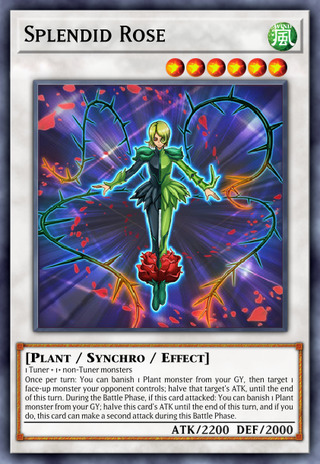 Splendid Rose
WIND
風
[Plant / Synchro / Effect]
1 Tuner + 1+ non-Tuner monsters
Once per turn: You can banish 1 Plant monster from your GY, then target 1
face-up monster your opponent controls; halve that target's ATK, until the
end of this turn. During the Battle Phase, if this card attacked: You can banish 1 Plant
monster from your GY; halve this card's ATK until the end of this turn, and if you
do, this card can make a second attack during this Battle Phase.
ATK/2200 DEF/2000